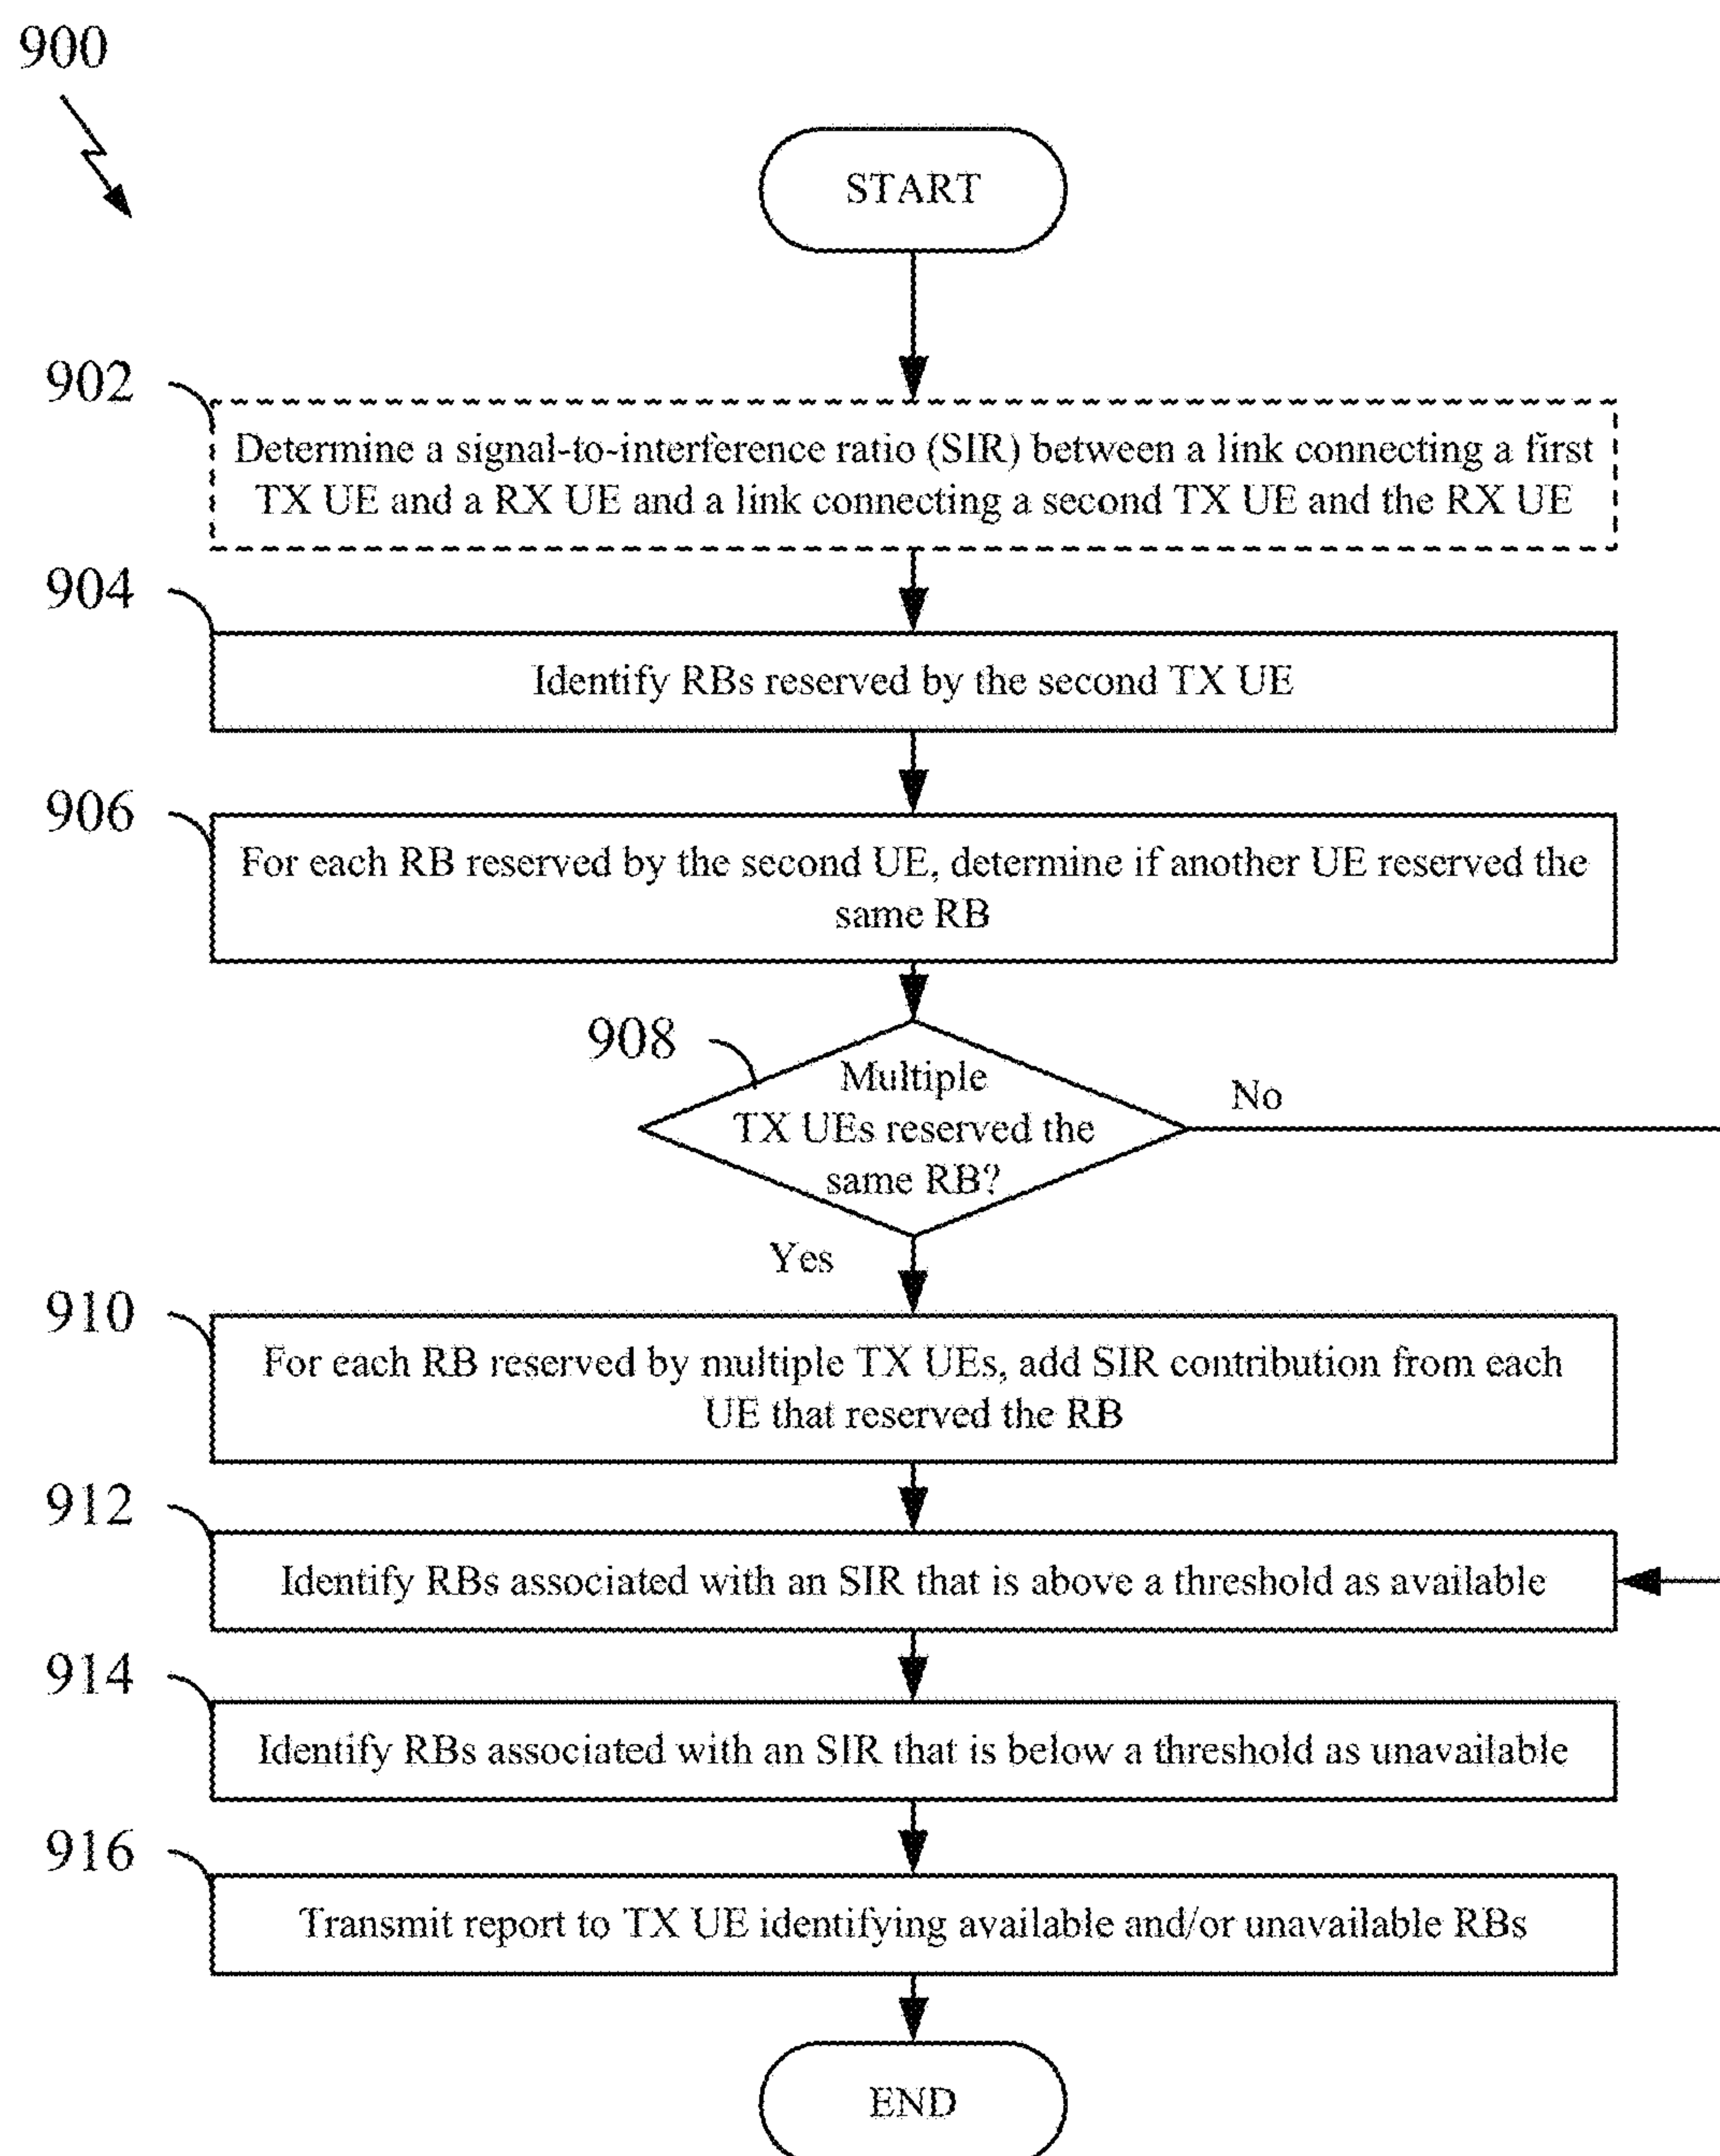 900
START
902
Determine a signal-to-interference ratio (SIR) between a link connecting a first
TX UE and a RX UE and a link connecting a second TX UE and the RX UE
904
Identify RBs reserved by the second TX UE
906
For each RB reserved by the second UE, determine if another UE reserved the
same RB
908
Multiple
TX UEs reserved the
same RB?
No
Yes
910
For each RB reserved by multiple TX UEs, add SIR contribution from each
UE that reserved the RB
912
Identify RBs associated with an SIR that is above a threshold as available
914
Identify RBs associated with an SIR that is below a threshold as unavailable
916
Transmit report to TX UE identifying available and/or unavailable RBs
END